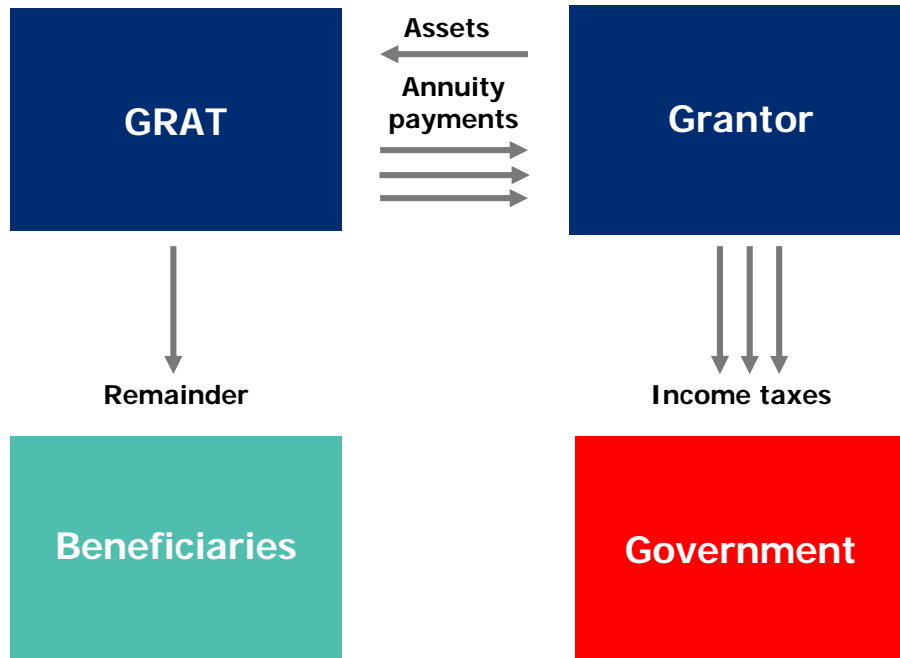 Assets
GRAT
Annuity
payments
Grantor
Remainder
Income taxes
Beneficiaries
Government